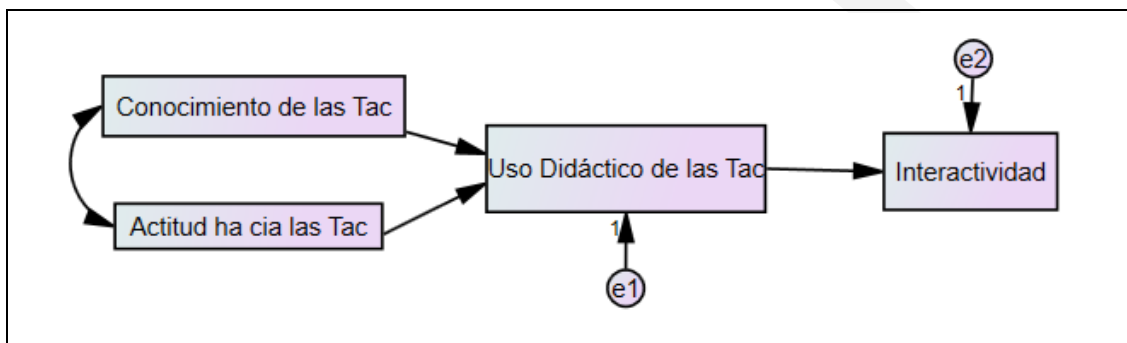 e2
1
Conocimiento de las Tac
Uso Didáctico de las Tac
Interactividad
Actitud ha cia las Tac
1
e1